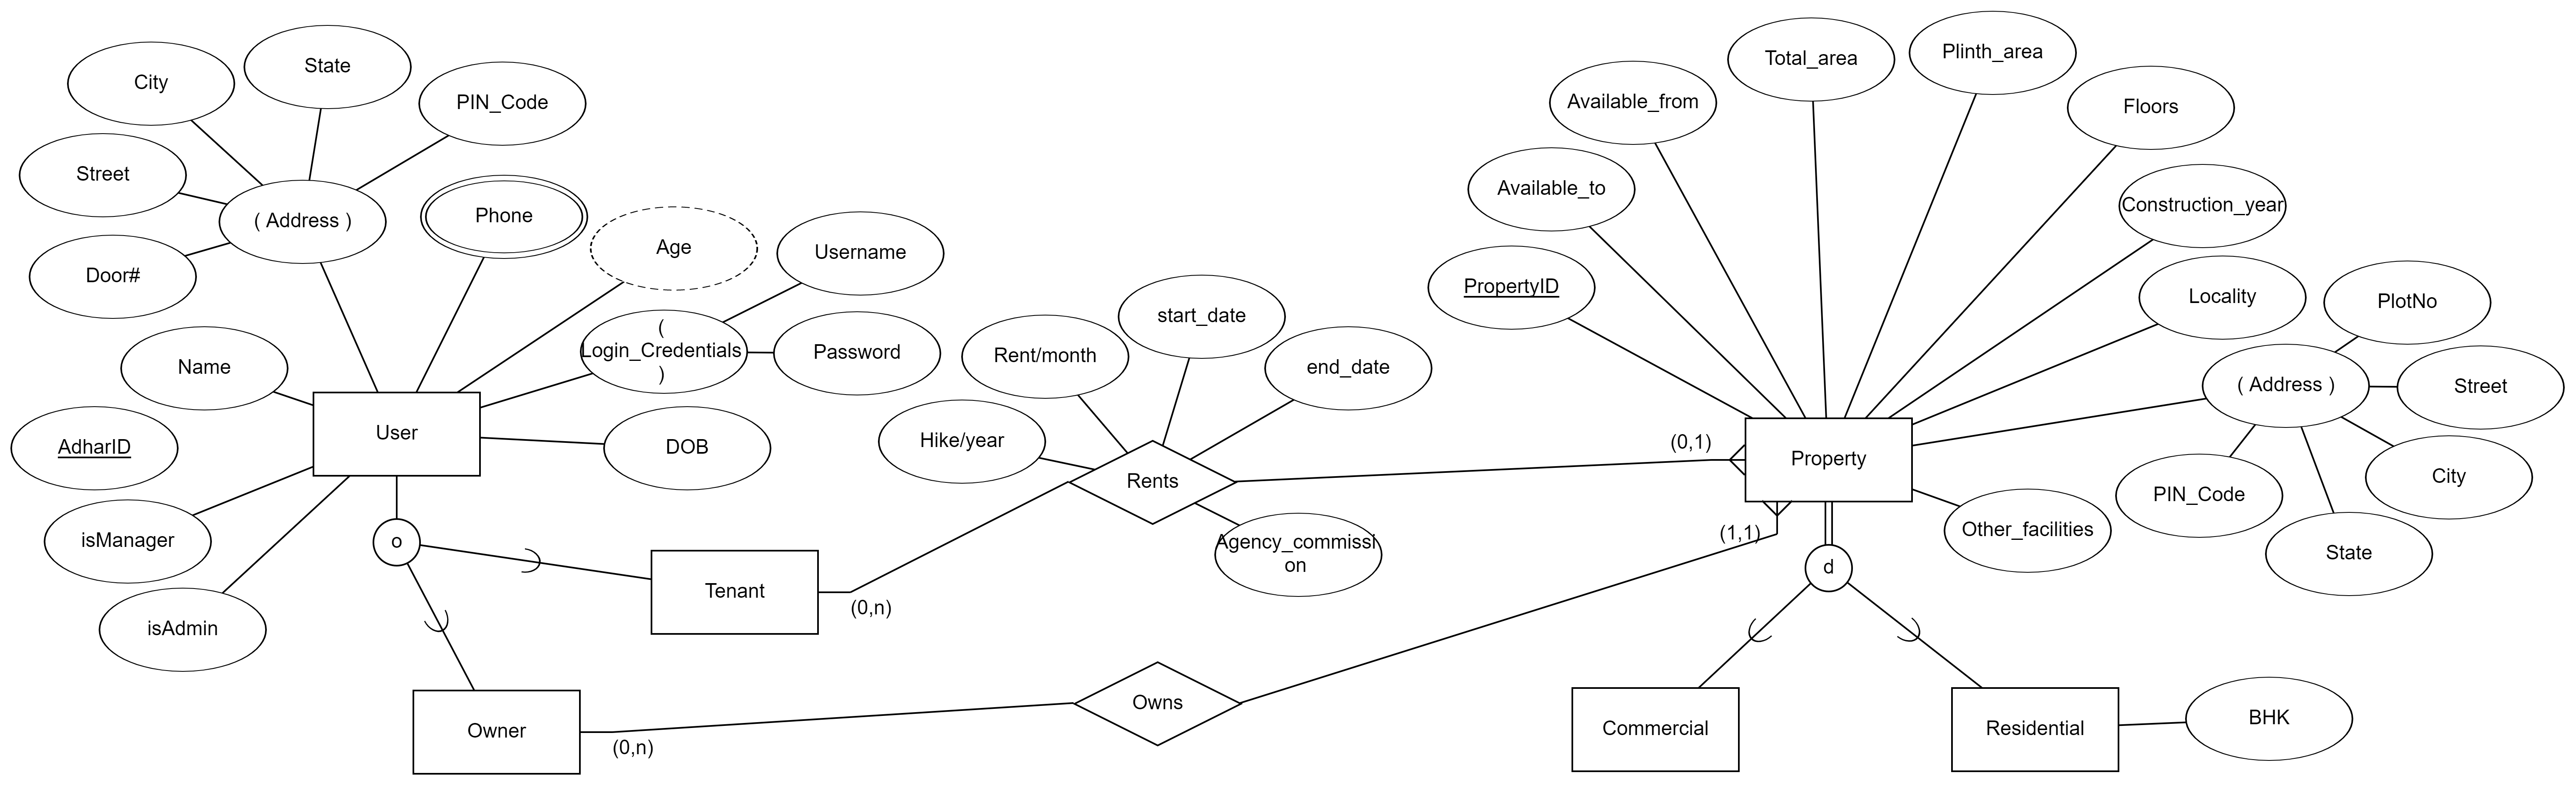 City
State
PIN_Code
Street
( Address )
Phone
Door#
Age
Username
(
Login_Credentials
)
Password
Name
User
DOB
AdharID
isManager
isAdmin
o
Tenant
(0,n)
Owner
(0,n)
Rent/month
start_date
end_date
Hike/year
Rents
Agency_commissi
on
Owns
Total_area
Plinth_area
Available_from
Floors
Available_to
Construction_year
PropertyID
Locality
PlotNo
( Address )
Street
(0,1)
Property
City
PIN_Code
State
Other_facilities
(1,1)
d
Commercial
Residential
BHK